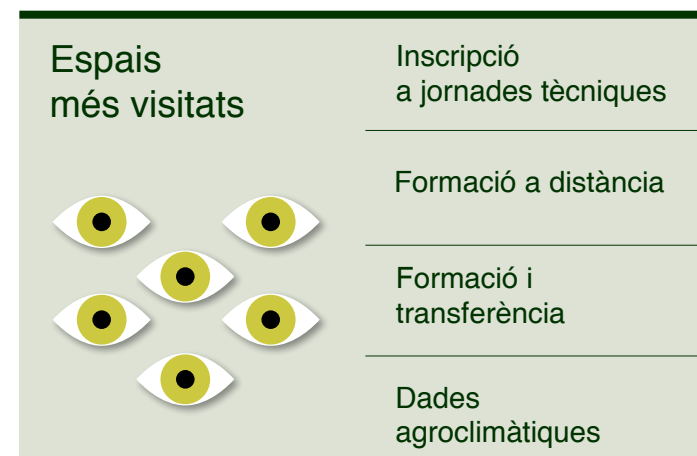 Espais
més visitats
Inscripció
a jornades tècniques
Formació a distància
Formació i
transferència
Dades
agroclimàtiques